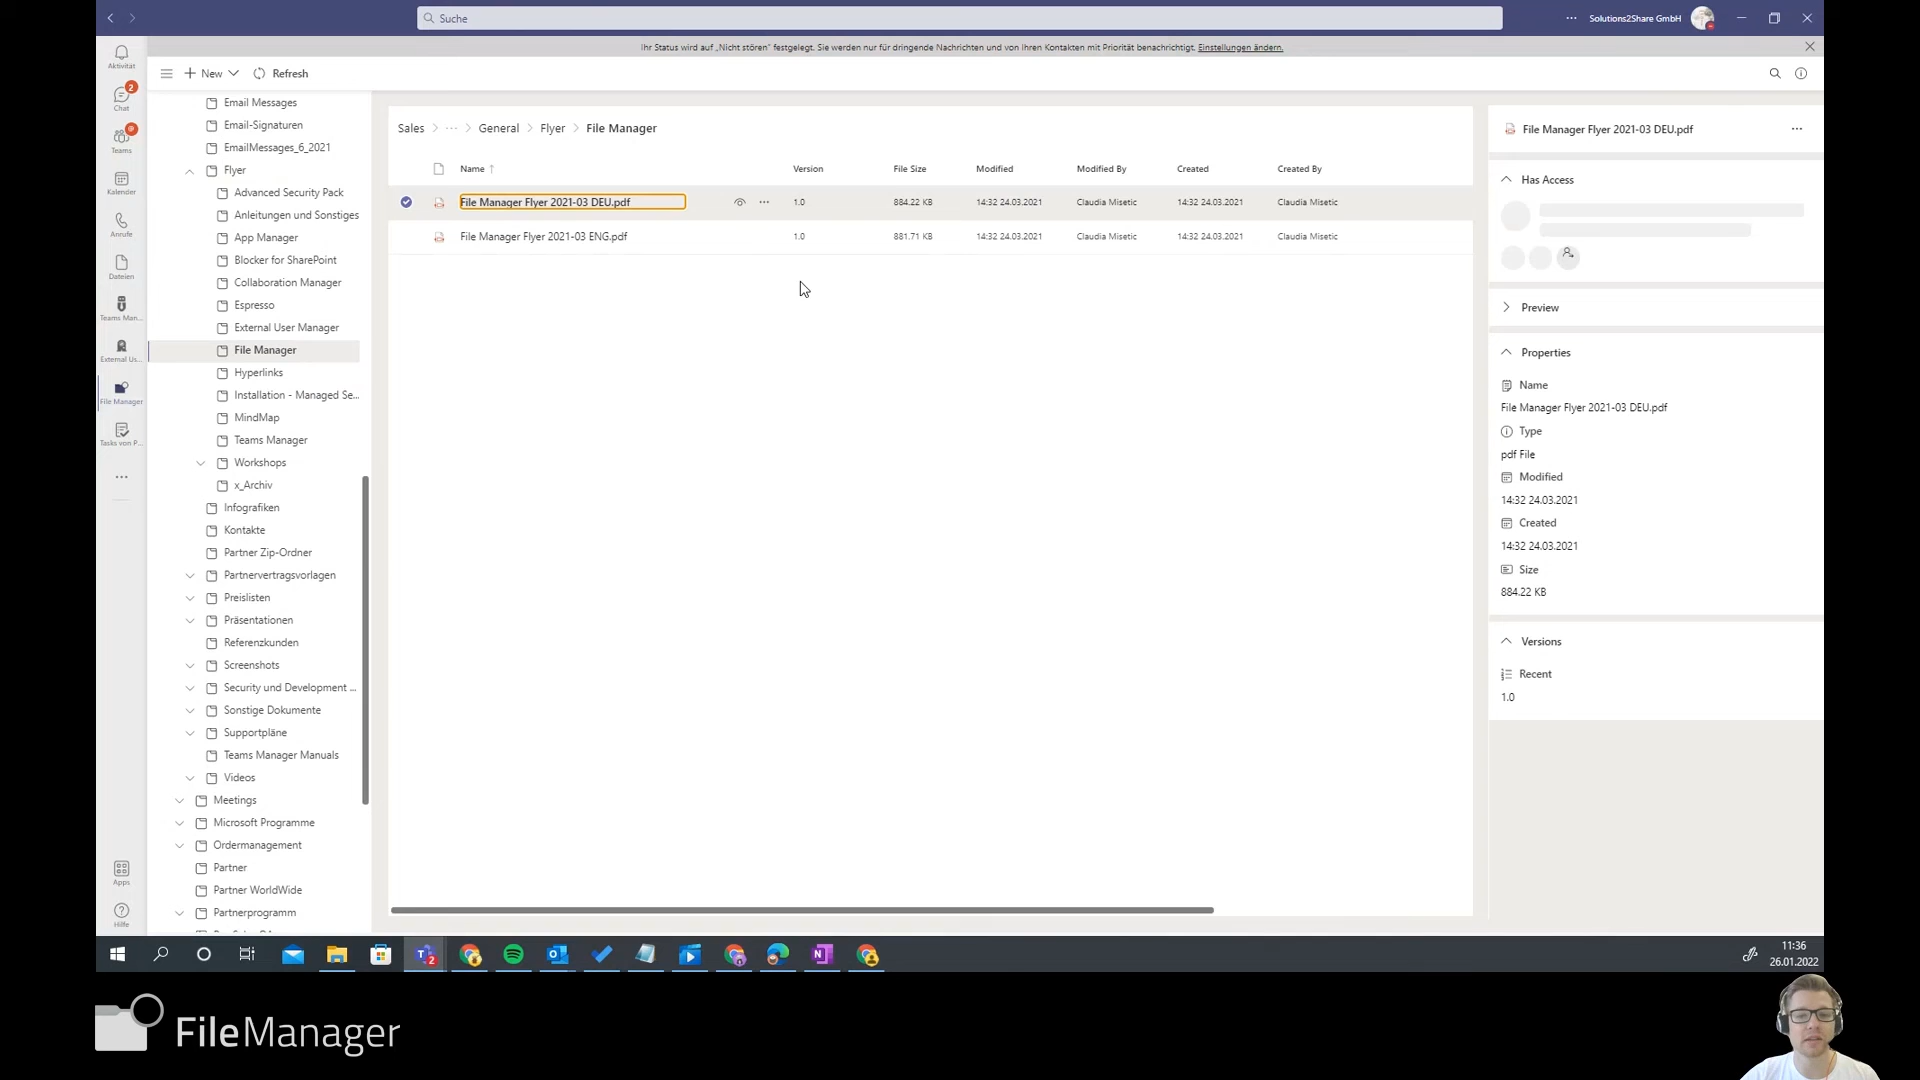 Suche
Solutions2Share GmbH
Ihr Status wird auf „Nicht stören" festgelegt. Sie werden nur für dringende Nachrichten und von Ihren Kontakten mit Priorität benachrichtigt. Einstellungen ändern.
Aktivität
2
Chat
Teams
Kalender
Anrufe
Dateien
Teams Man...
External Us...
File Manager
Tasks von P...
Apps
Hilfe
New
Refresh
Email Messages
Email-Signaturen
EmailMessages_6_2021
Flyer
Advanced Security Pack
Anleitungen und Sonstiges
App Manager
Blocker for SharePoint
Collaboration Manager
Espresso
External User Manager
File Manager
Hyperlinks
Installation - Managed Se...
MindMap
Teams Manager
Workshops
x_Archiv
Infografiken
Kontakte
Partner Zip-Ordner
Partnervertragsvorlagen
Preislisten
Präsentationen
Referenzkunden
Screenshots
Security und Development ...
Sonstige Dokumente
Supportpläne
Teams Manager Manuals
Videos
Meetings
Microsoft Programme
Ordermanagement
Partner
Partner WorldWide
Partnerprogramm
Sales > ... > General > Flyer > File Manager
Name Version File Size Modified Modified By Created Created By
File Manager Flyer 2021-03 DEU.pdf 1.0 884.22 KB 14:32 24.03.2021 Claudia Misetic 14:32 24.03.2021 Claudia Misetic
File Manager Flyer 2021-03 ENG.pdf 1.0 881.71 KB 14:32 24.03.2021 Claudia Misetic 14:32 24.03.2021 Claudia Misetic
File Manager Flyer 2021-03 DEU.pdf
Has Access
Preview
Properties
Name
File Manager Flyer 2021-03 DEU.pdf
Type
pdf File
Modified
14:32 24.03.2021
Created
14:32 24.03.2021
Size
884.22 KB
Versions
Recent
1.0
11:36
26.01.2022
FileManager